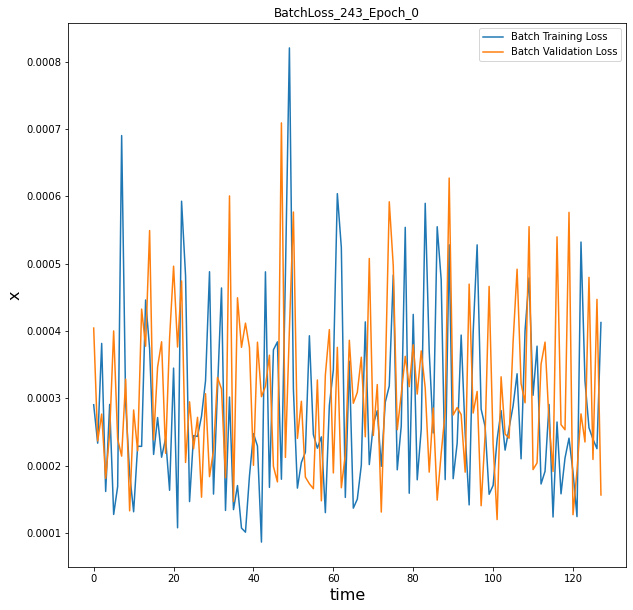 BatchLoss_243_Epoch_0
Batch Training Loss
Batch Validation Loss
0.0008
0.0007
0.0006
0.0005
0.0004
0.0003
0.0002
0.0001
x
0 20 40 60 80 100 120
time